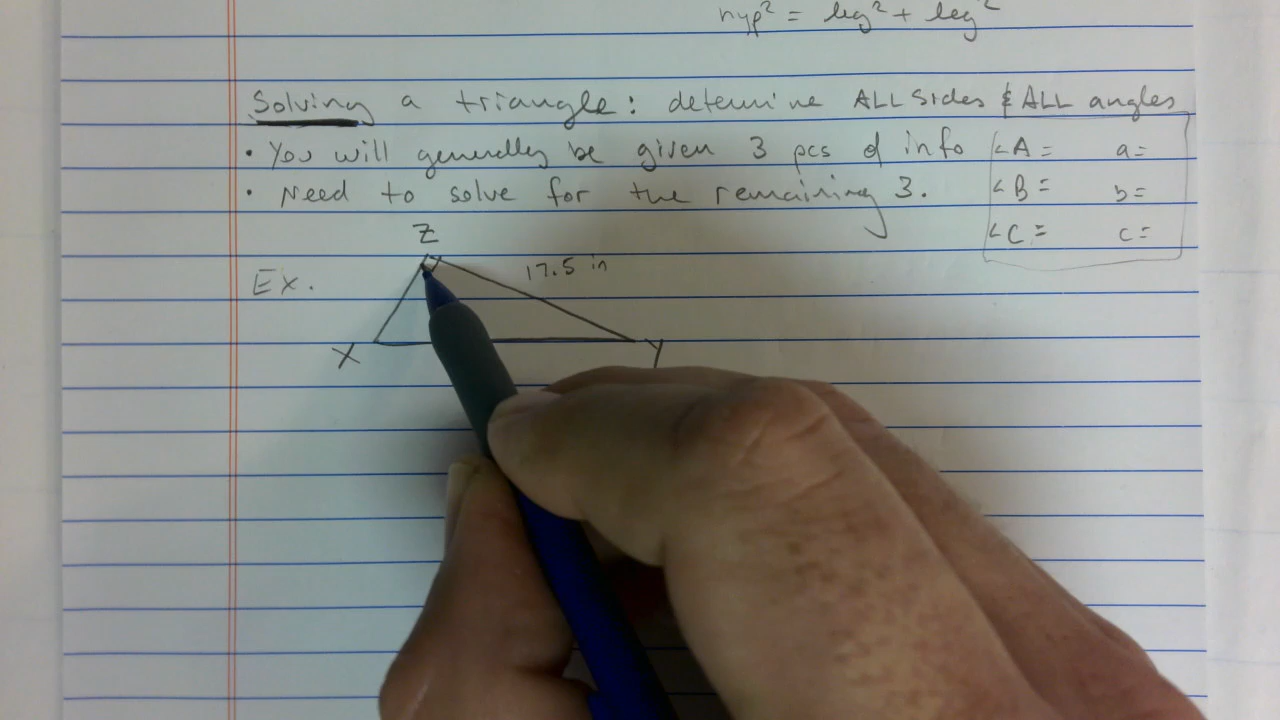 hyp² = leg² + leg²
Solving a triangle: determine ALL sides & ALL angles
• You will generally be given 3 pcs of info
• Need to solve for the remaining 3.
∠A = a=
∠B = b=
∠C = c=
Z
Ex. 17.5 in
X Y